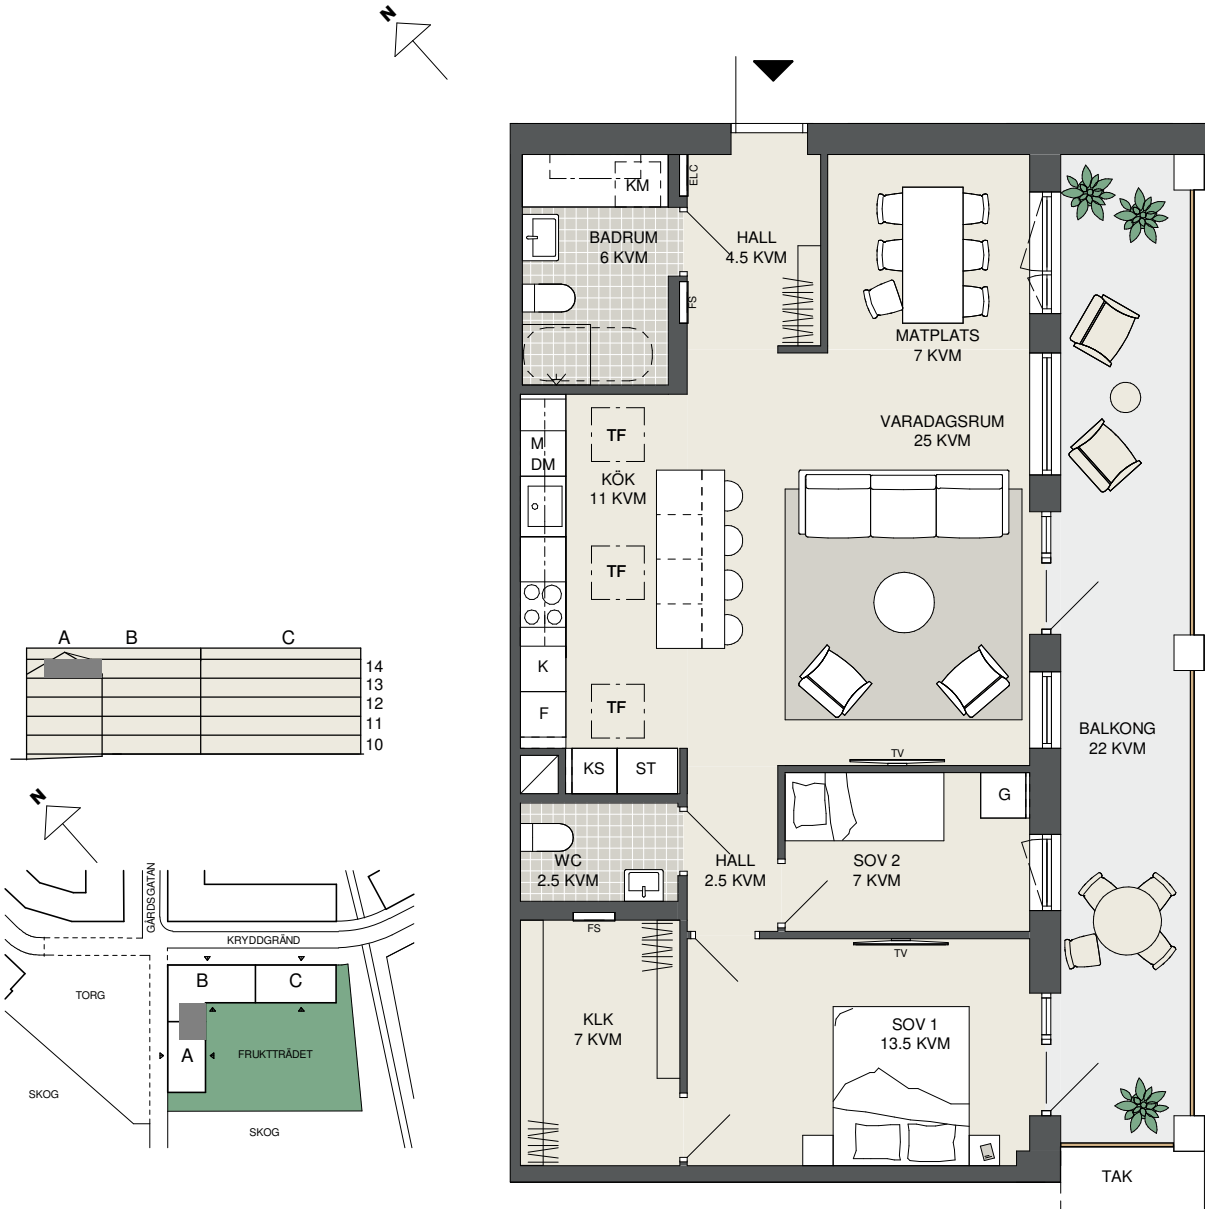 N
KM
ELC
BADRUM
6 KVM
HALL
4.5 KVM
FS
MATPLATS
7 KVM
VARADAGSRUM
25 KVM
TF
M
DM
KÖK
11 KVM
TF
K
F
TF
KS
ST
TV
BALKONG
22 KVM
G
WC
2.5 KVM
HALL
2.5 KVM
SOV 2
7 KVM
FS
TV
KLK
7 KVM
SOV 1
13.5 KVM
TAK
A
B
C
14
13
12
11
10
N
GÅRDSGATAN
KRYDDGRÄND
B
C
TORG
A
FRUKTTRÄDET
SKOG
SKOG